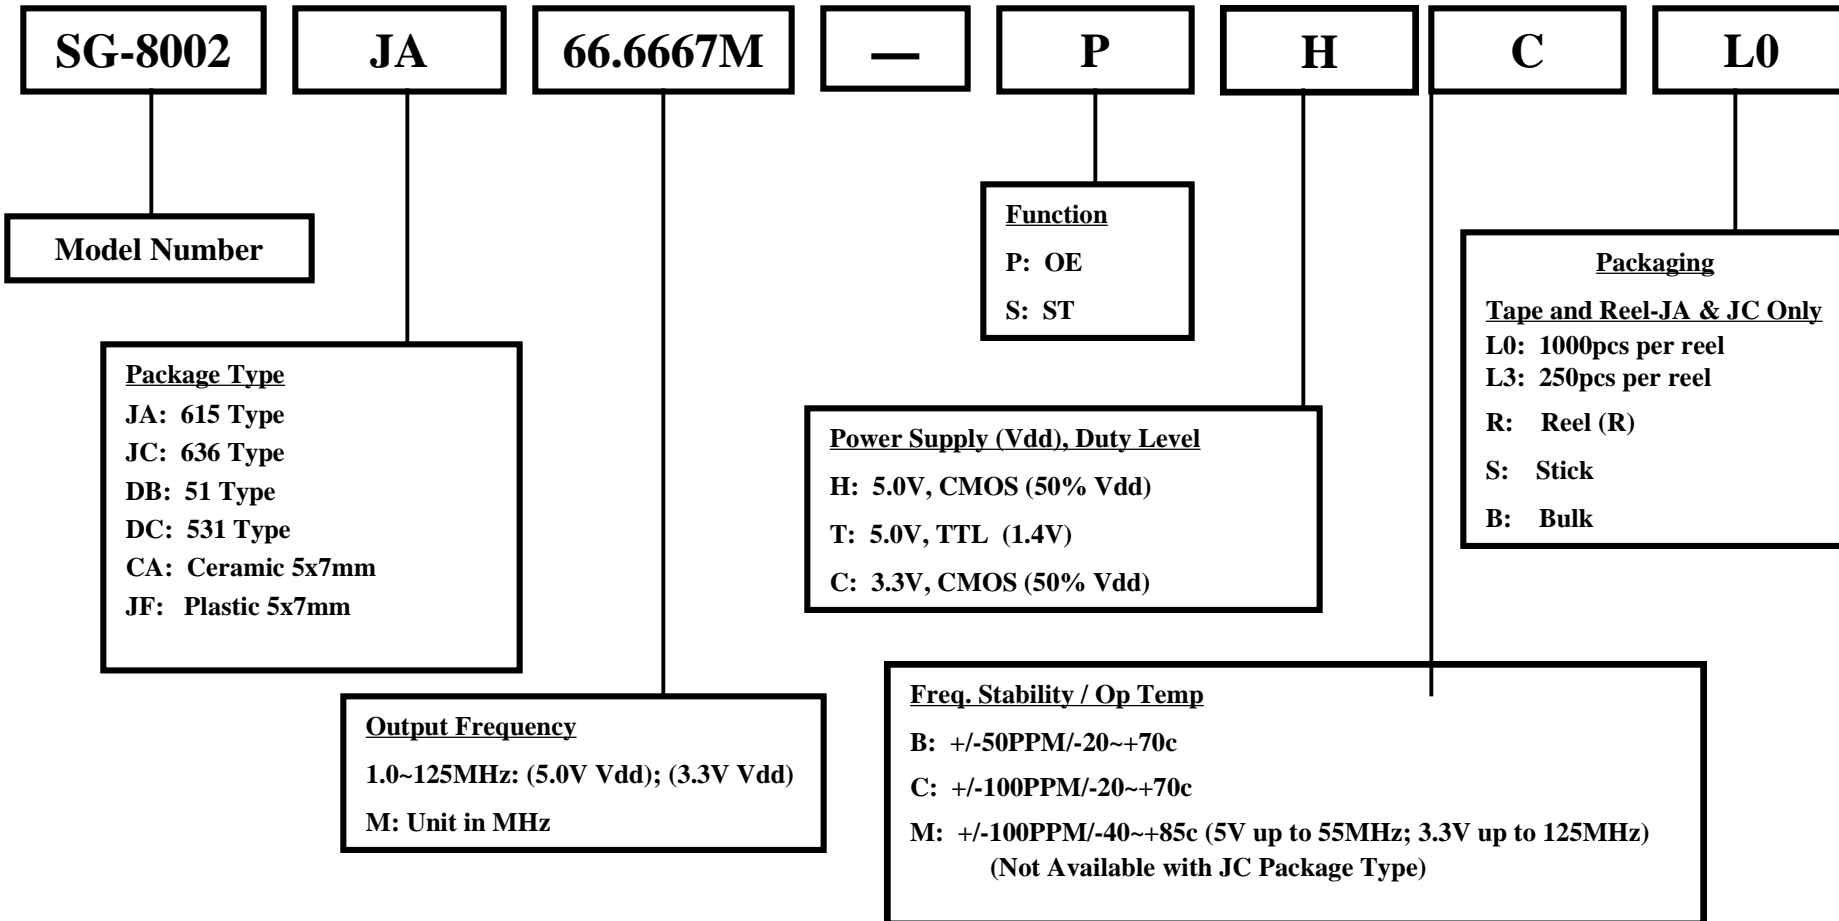 SG-8002 JA 66.6667M — P H C L0
Model Number
Function
P: OE
S: ST
Packaging
Tape and Reel-JA & JC Only
L0: 1000pcs per reel
L3: 250pcs per reel
R: Reel (R)
S: Stick
B: Bulk
Package Type
JA: 615 Type
JC: 636 Type
DB: 51 Type
DC: 531 Type
CA: Ceramic 5x7mm
JF: Plastic 5x7mm
Power Supply (Vdd), Duty Level
H: 5.0V, CMOS (50% Vdd)
T: 5.0V, TTL (1.4V)
C: 3.3V, CMOS (50% Vdd)
Output Frequency
1.0~125MHz: (5.0V Vdd); (3.3V Vdd)
M: Unit in MHz
Freq. Stability / Op Temp
B: +/-50PPM/-20~+70c
C: +/-100PPM/-20~+70c
M: +/-100PPM/-40~+85c (5V up to 55MHz; 3.3V up to 125MHz)
(Not Available with JC Package Type)